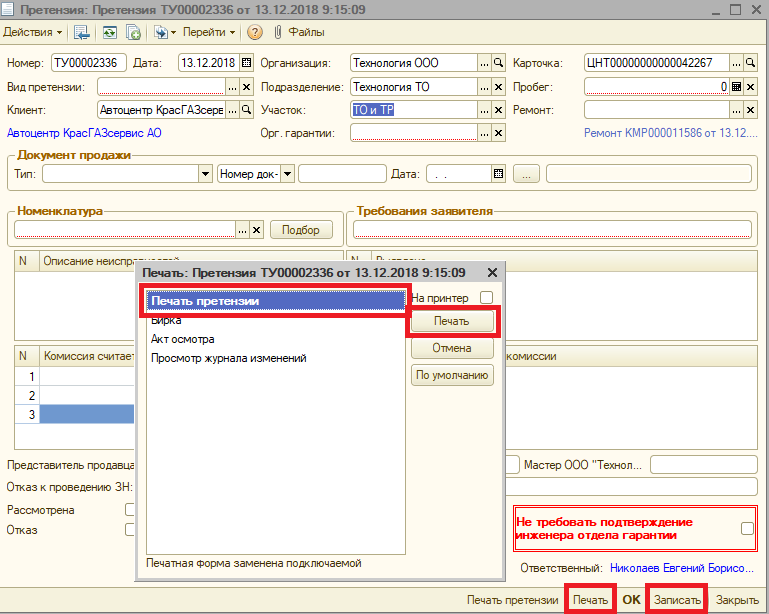 Претензия: Претензия ТУ00002336 от 13.12.2018 9:15:09
Действия Перейти ? Файлы
Номер: ТУ00002336 Дата: 13.12.2018 Организация: Технология ООО ... Карточка: ЦНТ00000000000042267 ...
Вид претензии: ... Подразделение: Технология ТО ... Пробег: 0
Клиент: Автоцентр КрасГАЗсерв ... Участок: ТО и ТР ... Ремонт: ...
Автоцентр КрасГАЗсервис АО Орг. гарантии: ... Ремонт КМР000011586 от 13.12....
Документ продажи
Тип: Номер док- Дата: . . ...
Номенклатура Требования заявителя
... Подбор
N Описание неисправностей N
Печать: Претензия ТУ00002336 от 13.12.2018 9:15:09
Печать претензии На принтер
Бирка Печать
Акт осмотра Отмена
Просмотр журнала изменений По умолчанию
N Комиссия считает комиссии
1
2
3
Представитель продавца Мастер ООО "Технол...
Отказ к проведению ЗН:
Рассмотрена
Отказ
Не требовать подтверждение
инженера отдела гарантии
Печатная форма заменена подключаемой
Ответственный: Николаев Евгений Борисо...
Печать претензии Печать OK Записать Закрыть